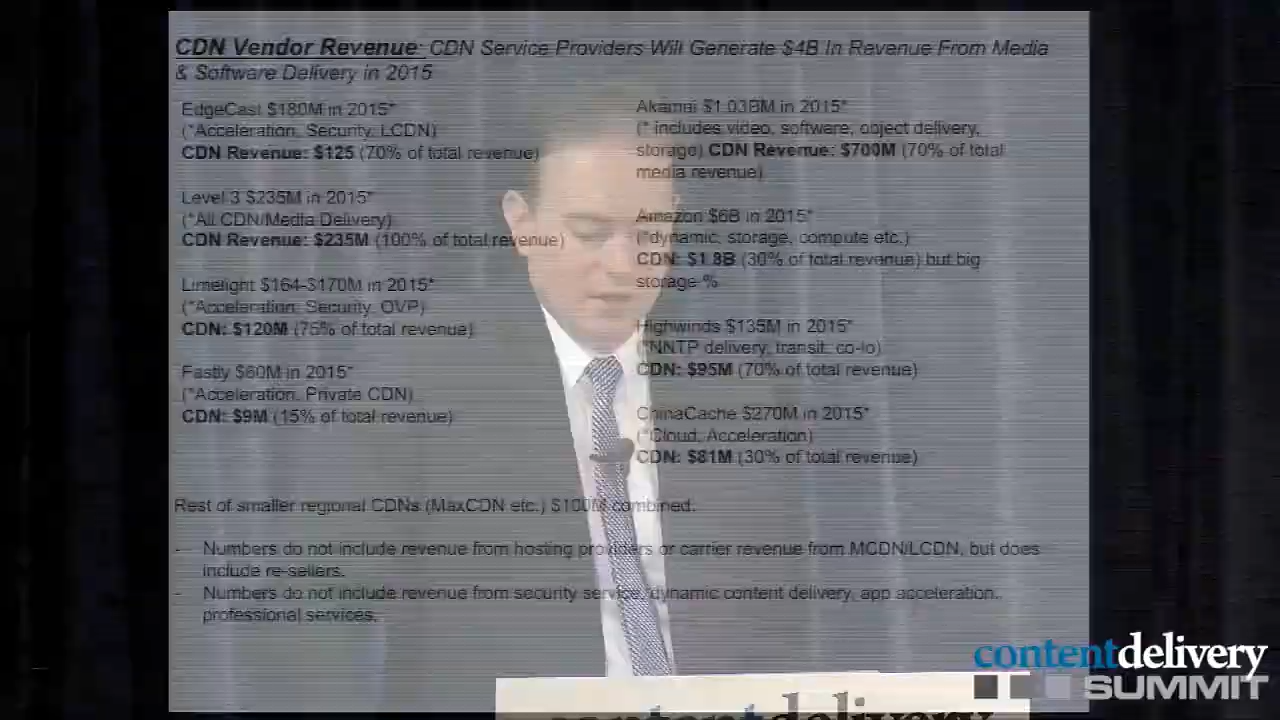 CDN Vendor Revenue: CDN Service Providers Will Generate $4B In Revenue From Media
& Software Delivery in 2015
EdgeCast $180M in 2015*
(*Acceleration, Security, LCDN)
CDN Revenue: $125 (70% of total revenue)
Level 3 $235M in 2015*
(*All CDN/Media Delivery)
CDN Revenue: $235M (100% of total revenue)
Limelight $164-$170M in 2015*
(*Acceleration, Security, OVP)
CDN: $120M (75% of total revenue)
Fastly $60M in 2015*
(*Acceleration, Private CDN)
CDN: $9M (15% of total revenue)
Akamai $1.03BM in 2015*
(* includes video, software, object delivery,
storage) CDN Revenue: $700M (70% of total
media revenue)
Amazon $6B in 2015*
(*dynamic, storage, compute etc.)
CDN: $1.8B (30% of total revenue) but big
storage %
Highwinds $135M in 2015*
(*NNTP delivery, transit, co-lo)
CDN: $95M (70% of total revenue)
ChinaCache $270M in 2015*
(*Cloud, Acceleration)
CDN: $81M (30% of total revenue)
Rest of smaller regional CDNs (MaxCDN etc.) $100M combined.
- Numbers do not include revenue from hosting providers or carrier revenue from MCDN/LCDN, but does
include re-sellers.
- Numbers do not include revenue from security service, dynamic content delivery, app acceleration,
professional services.
contentdelivery
SUMMIT
contentdelivery